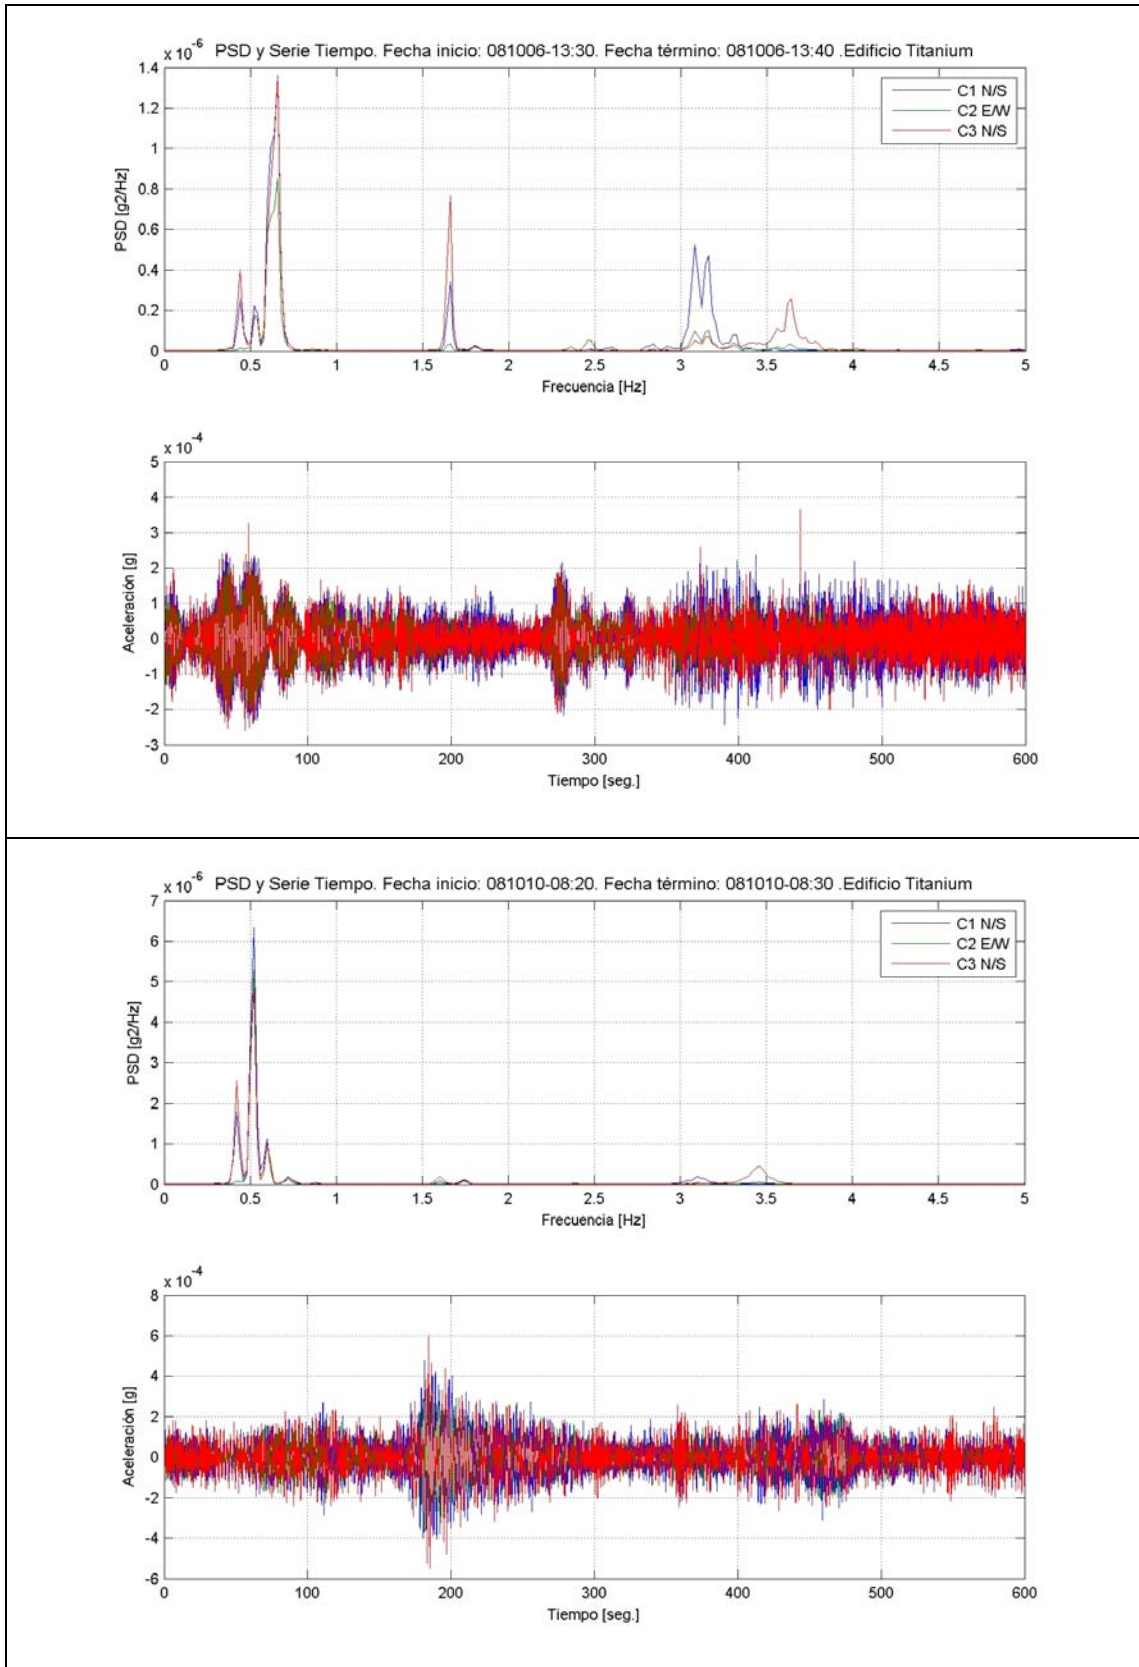 x 10-6
PSD y Serie Tiempo. Fecha inicio: 081006-13:30. Fecha término: 081006-13:40 .Edificio Titanium
C1 N/S
C2 E/W
C3 N/S
1.4
1.2
1
0.8
0.6
0.4
0.2
0
PSD [g2/Hz]
0 0.5 1 1.5 2 2.5 3 3.5 4 4.5 5
Frecuencia [Hz]
x 10-4
5
4
3
2
1
0
-1
-2
-3
Aceleración [g]
0 100 200 300 400 500 600
Tiempo [seg.]
x 10-6
PSD y Serie Tiempo. Fecha inicio: 081010-08:20. Fecha término: 081010-08:30 .Edificio Titanium
C1 N/S
C2 E/W
C3 N/S
7
6
5
4
3
2
1
0
PSD [g2/Hz]
0 0.5 1 1.5 2 2.5 3 3.5 4 4.5 5
Frecuencia [Hz]
x 10-4
8
6
4
2
0
-2
-4
-6
Aceleración [g]
0 100 200 300 400 500 600
Tiempo [seg.]